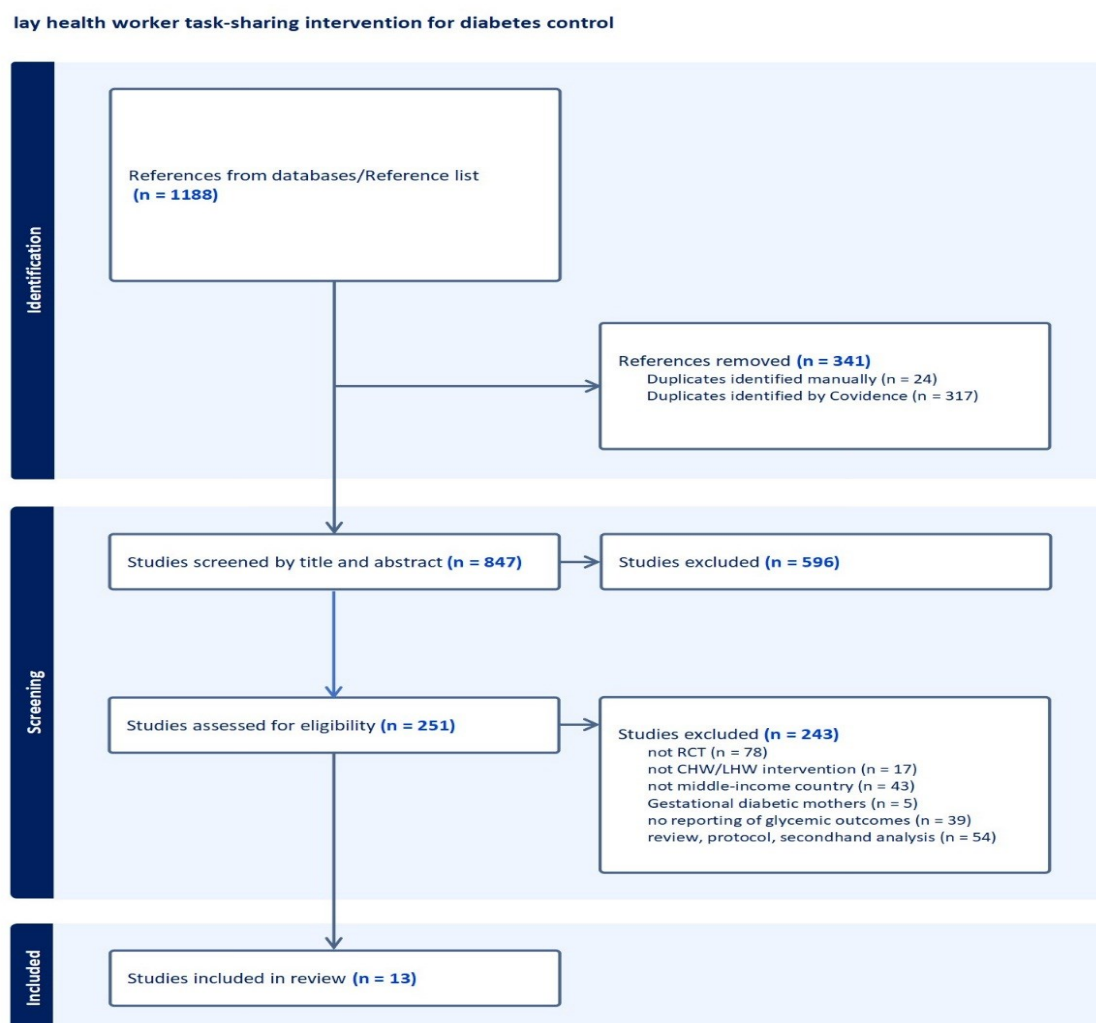 lay health worker task-sharing intervention for diabetes control
Identification
References from databases/Reference list
(n = 1188)
References removed (n = 341)
Duplicates identified manually (n = 24)
Duplicates identified by Covidence (n = 317)
Screening
Studies screened by title and abstract (n = 847)
Studies excluded (n = 596)
Studies assessed for eligibility (n = 251)
Studies excluded (n = 243)
not RCT (n = 78)
not CHW/LHW intervention (n = 17)
not middle-income country (n = 43)
Gestational diabetic mothers (n = 5)
no reporting of glycemic outcomes (n = 39)
review, protocol, secondhand analysis (n = 54)
Included
Studies included in review (n = 13)